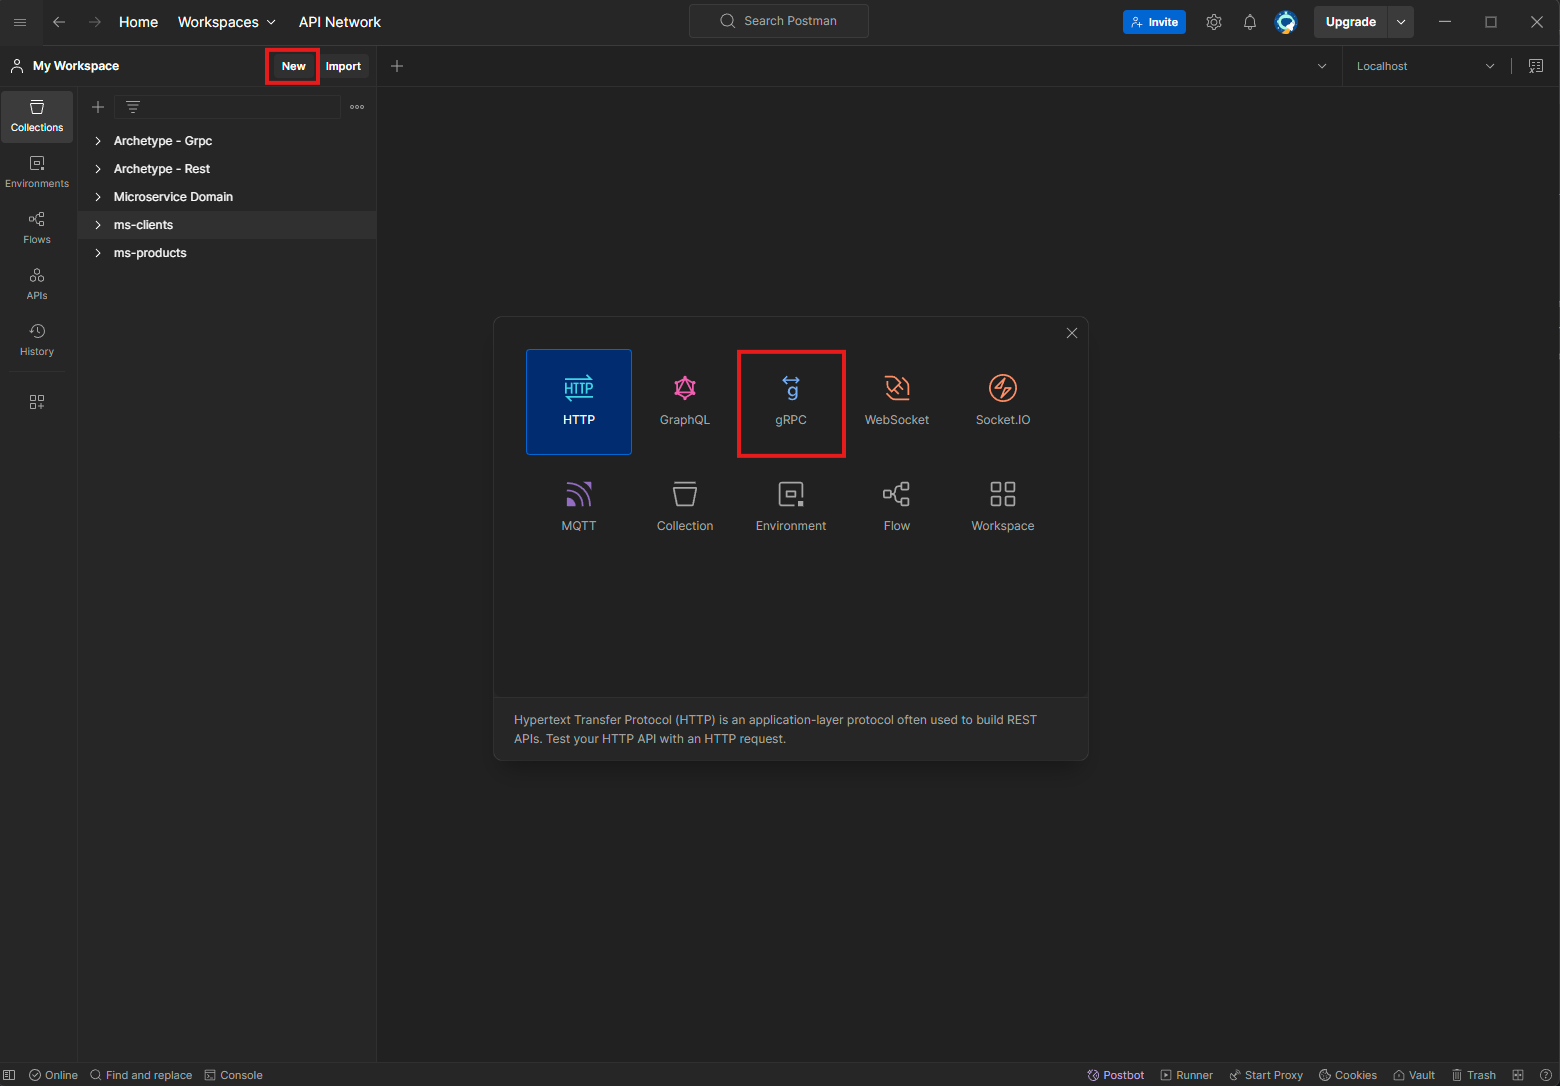 Home Workspaces API Network Search Postman Invite Upgrade
My Workspace New Import Localhost
Collections
Environments
Flows
APIs
History
Archetype - Grpc
Archetype - Rest
Microservice Domain
ms-clients
ms-products
HTTP
HTTP GraphQL g gRPC WebSocket Socket.IO
MQTT Collection Environment Flow Workspace
Hypertext Transfer Protocol (HTTP) is an application-layer protocol often used to build REST
APIs. Test your HTTP API with an HTTP request.
Online Find and replace Console Postbot Runner Start Proxy Cookies Vault Trash